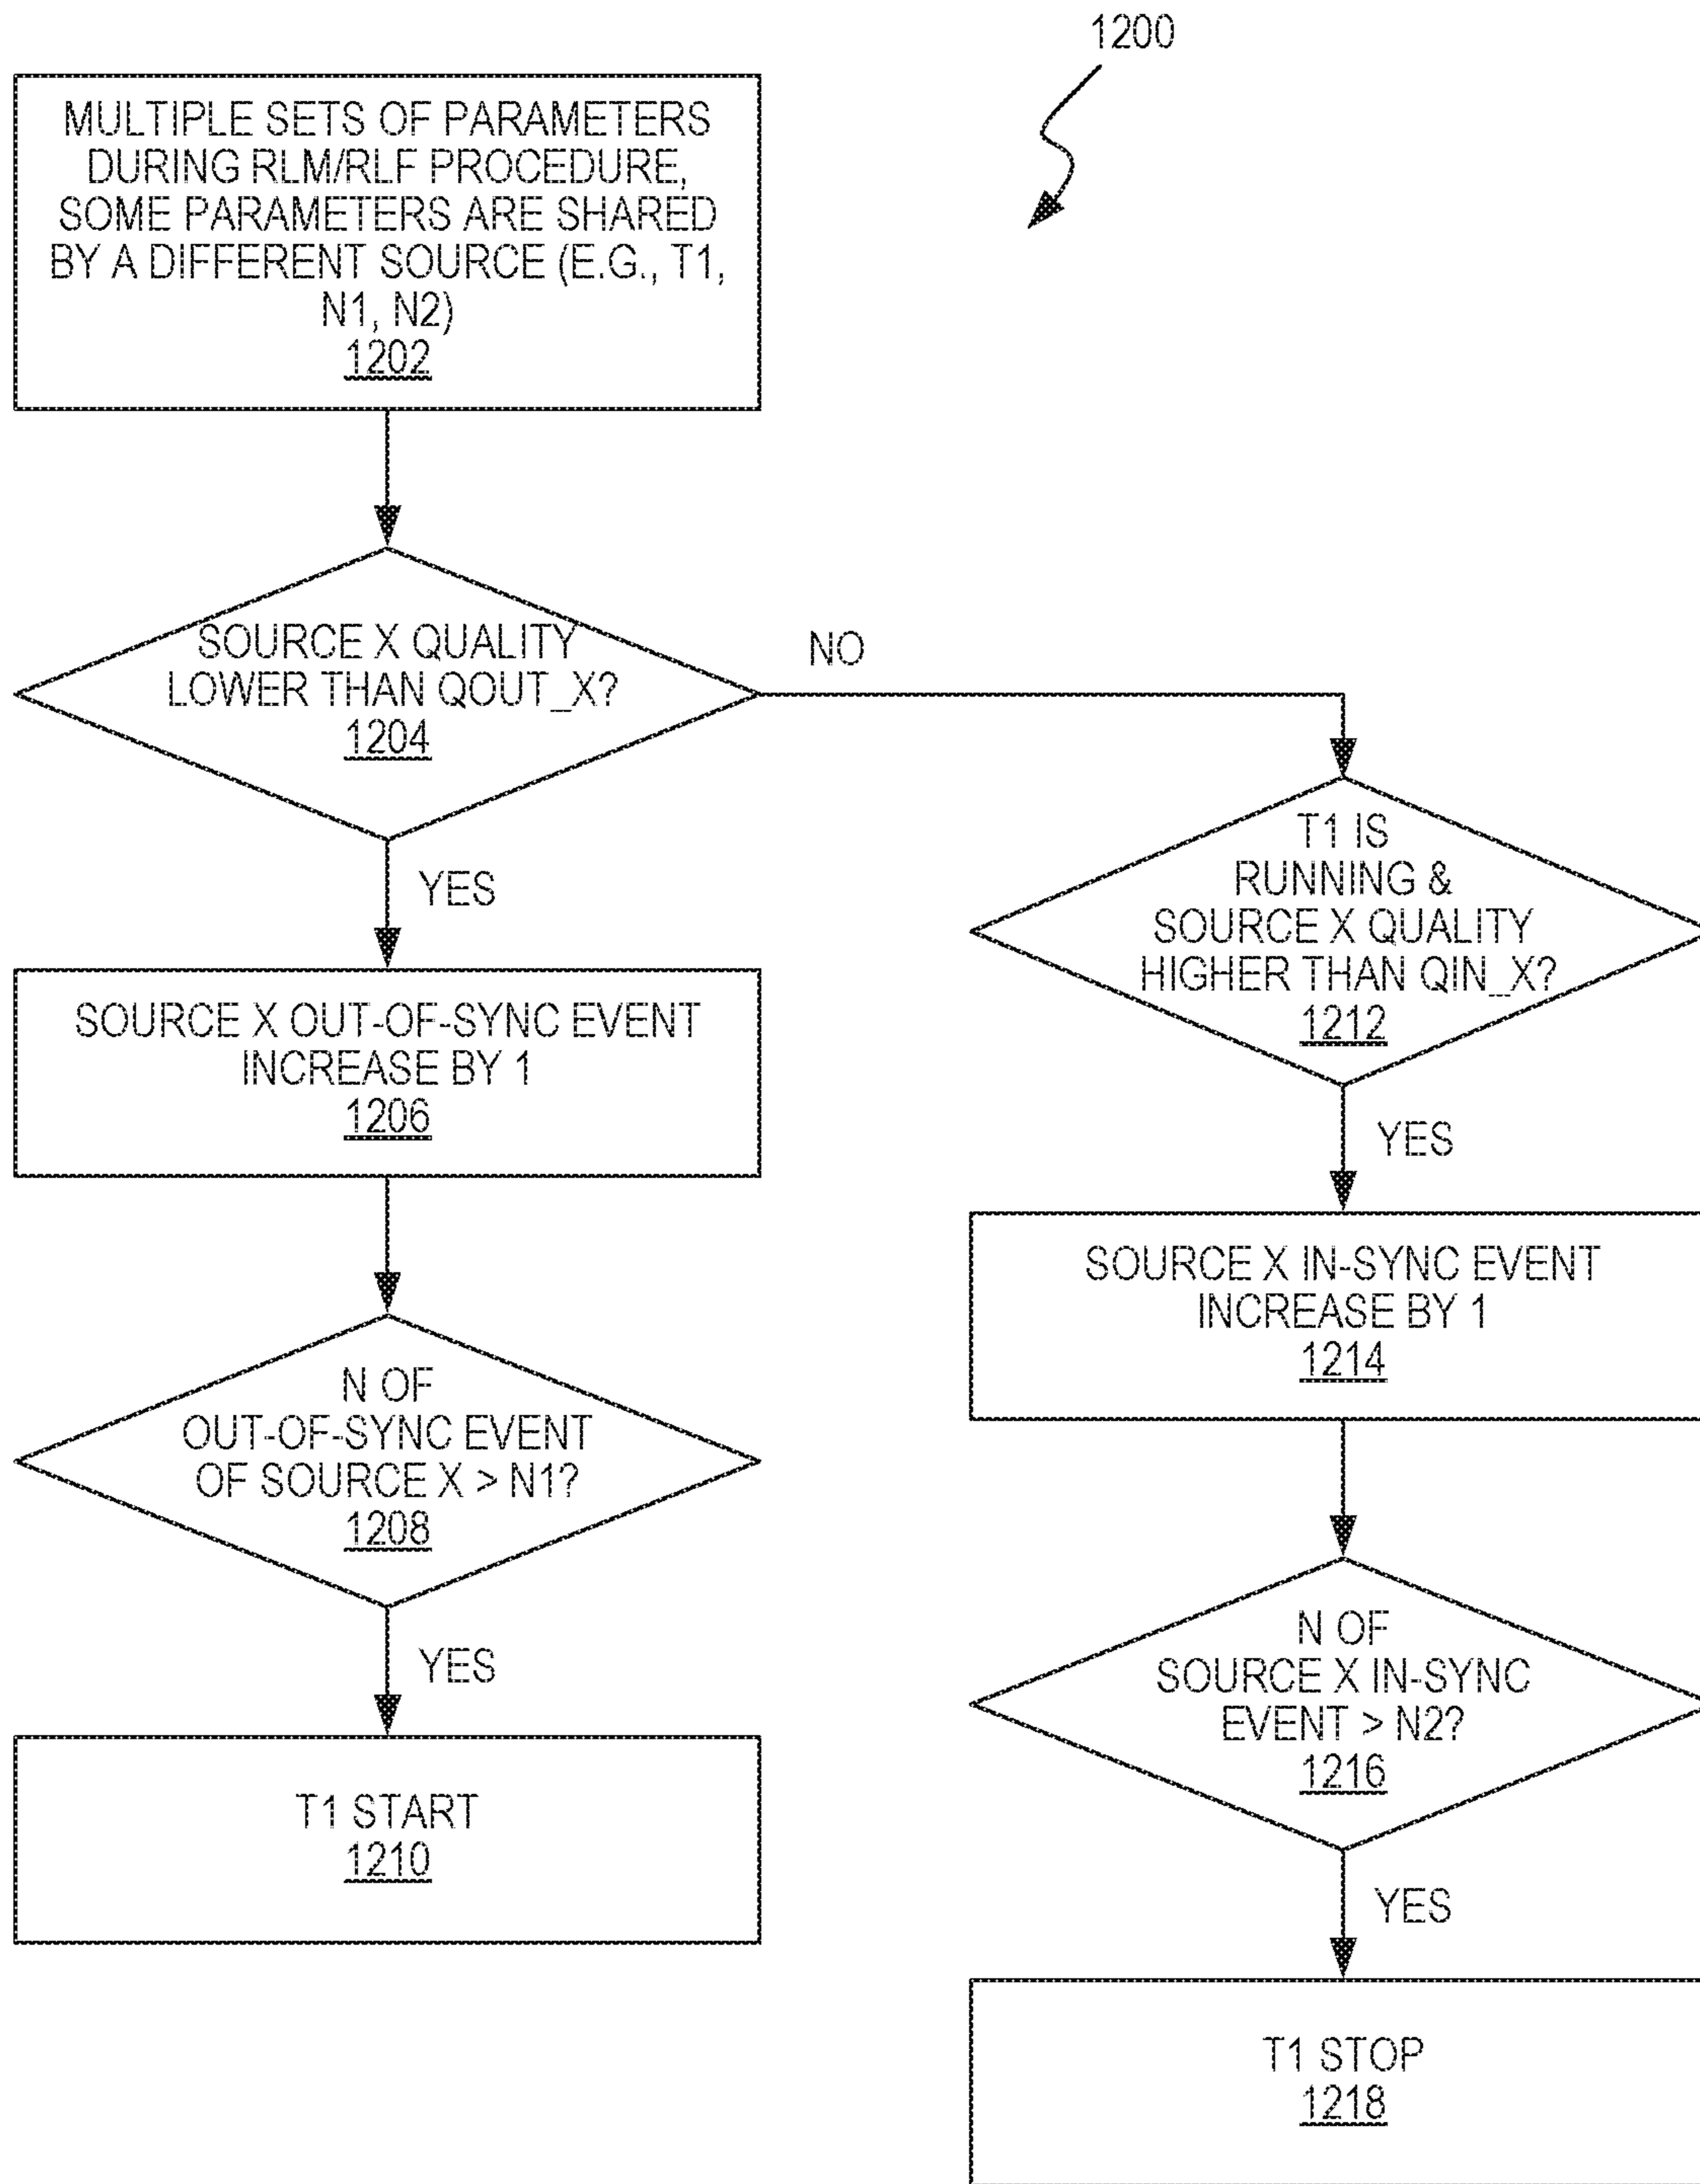 1200
MULTIPLE SETS OF PARAMETERS
DURING RLM/RLF PROCEDURE,
SOME PARAMETERS ARE SHARED
BY A DIFFERENT SOURCE (E.G., T1,
N1, N2)
1202
SOURCE X QUALITY
LOWER THAN QOUT_X?
1204
NO
YES
SOURCE X OUT-OF-SYNC EVENT
INCREASE BY 1
1206
N OF
OUT-OF-SYNC EVENT
OF SOURCE X > N1?
1208
YES
T1 START
1210
T1 IS
RUNNING &
SOURCE X QUALITY
HIGHER THAN QIN_X?
1212
YES
SOURCE X IN-SYNC EVENT
INCREASE BY 1
1214
N OF
SOURCE X IN-SYNC
EVENT > N2?
1216
YES
T1 STOP
1218